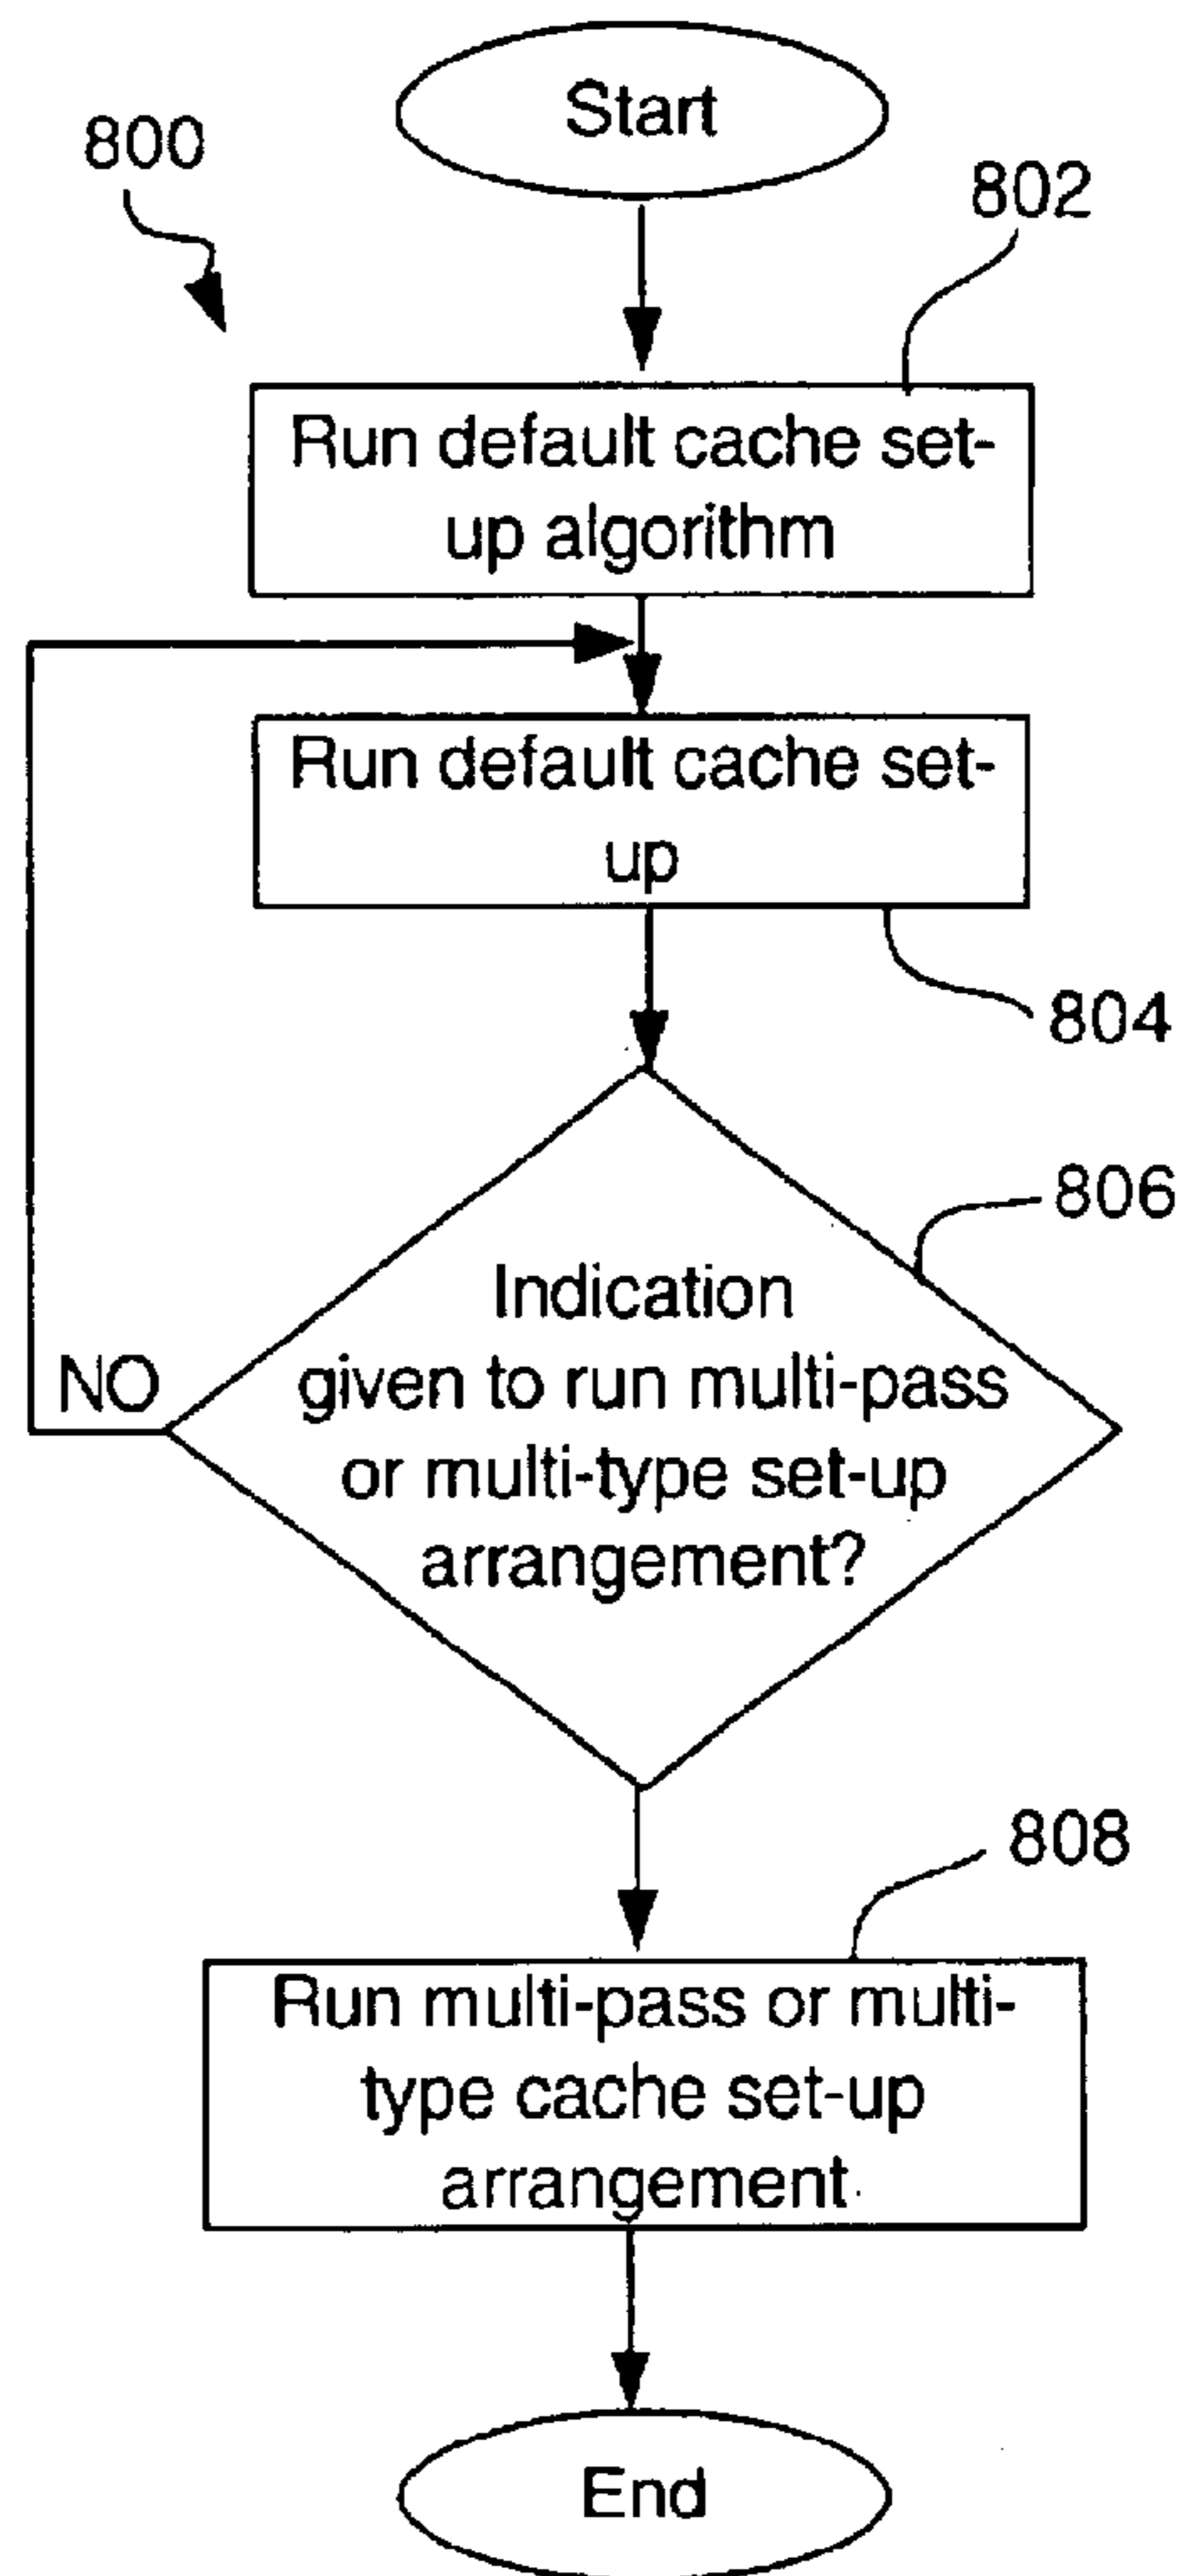 Start
800
802
Run default cache set-
up algorithm
Run default cache set-
up
804
806
Indication
given to run multi-pass
or multi-type set-up
arrangement?
NO
808
Run multi-pass or multi-
type cache set-up
arrangement
End